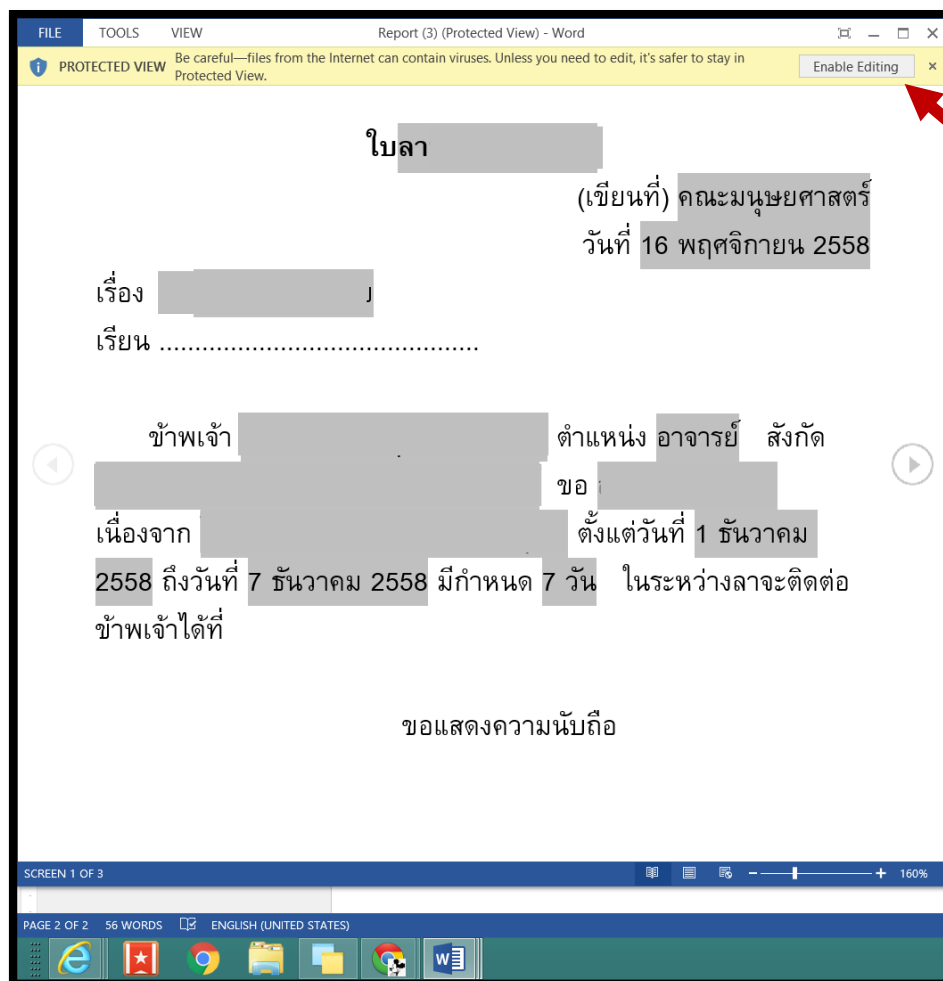 FILE TOOLS VIEW Report (3) (Protected View) - Word
PROTECTED VIEW Be careful—files from the Internet can contain viruses. Unless you need to edit, it's safer to stay in
Protected View.
Enable Editing
ใบลา
(เขียนที่) คณะมนุษยศาสตร์
วันที่ 16 พฤศจิกายน 2558
เรื่อง
เรียน .............................................
ข้าพเจ้า ตำแหน่ง อาจารย์ สังกัด
ขอ
เนื่องจาก ตั้งแต่วันที่ 1 ธันวาคม
2558 ถึงวันที่ 7 ธันวาคม 2558 มีกำหนด 7 วัน ในระหว่างลาจะติดต่อ
ข้าพเจ้าได้ที่
ขอแสดงความนับถือ
SCREEN 1 OF 3 160%
PAGE 2 OF 2 56 WORDS ENGLISH (UNITED STATES)